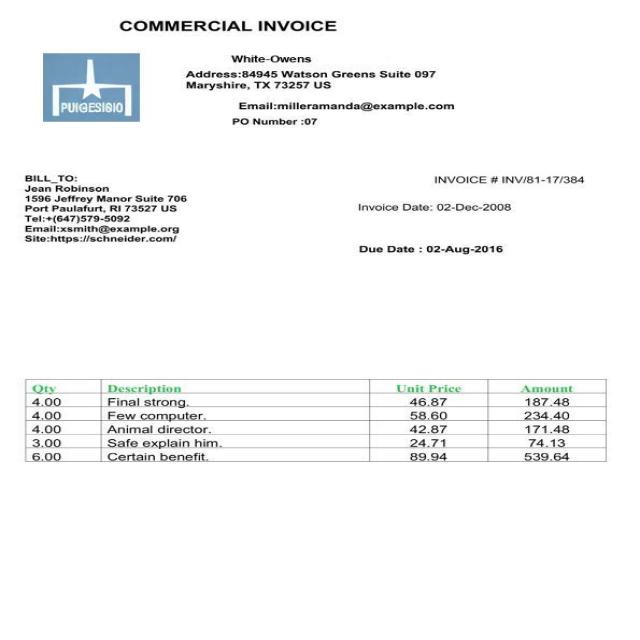 COMMERCIAL INVOICE
White-Owens
Address:84945 Watson Greens Suite 097
Maryshire, TX 73257 US
PUIGESIGIO
Email:milleramanda@example.com
PO Number :07
BILL_TO:
Jean Robinson
1596 Jeffrey Manor Suite 706
Port Paulafurt, RI 73527 US
Tel:+(647)579-5092
Email:xsmith@example.org
Site:https://schneider.com/
INVOICE # INV/81-17/384
Invoice Date: 02-Dec-2008
Due Date : 02-Aug-2016
Qty Description Unit Price Amount
4.00 Final strong. 46.87 187.48
4.00 Few computer. 58.60 234.40
4.00 Animal director. 42.87 171.48
3.00 Safe explain him. 24.71 74.13
6.00 Certain benefit. 89.94 539.64